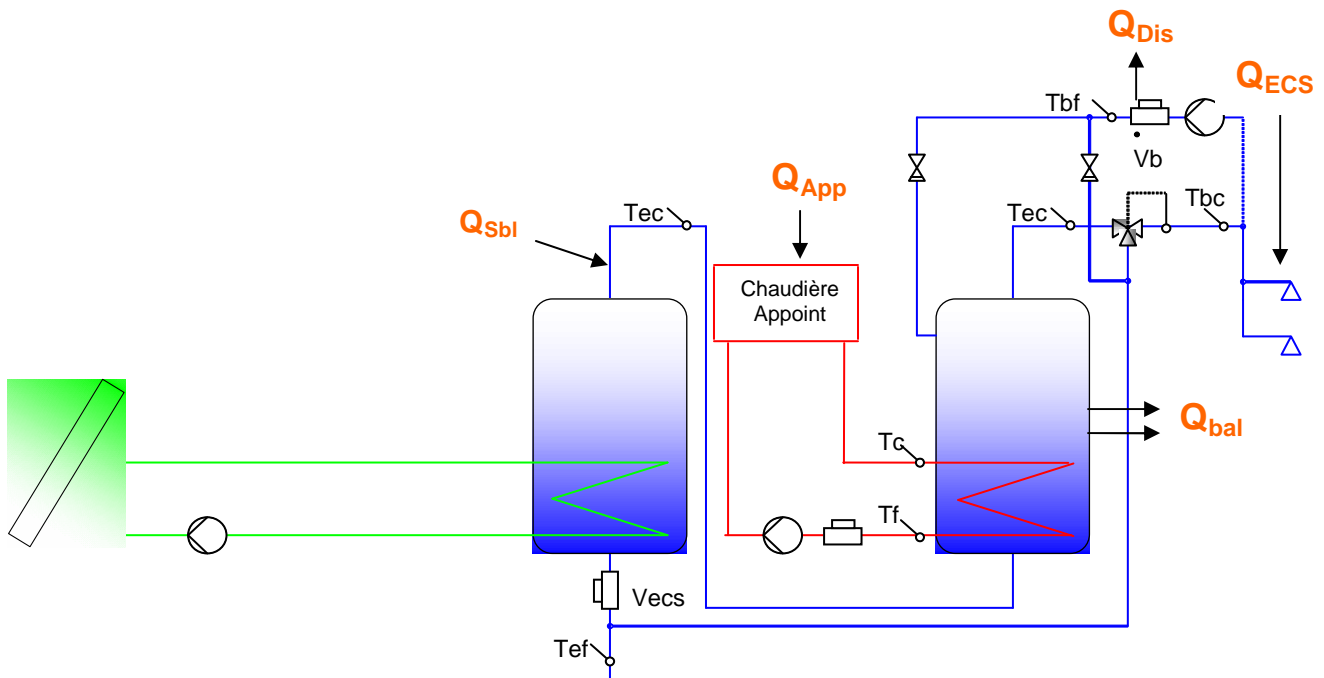 QDis
QECS
Tbf
Vb
QApp
Tec
Tec
Tbc
QSbl
Chaudière
Appoint
Qbal
Tc
Tf
Vecs
Tef